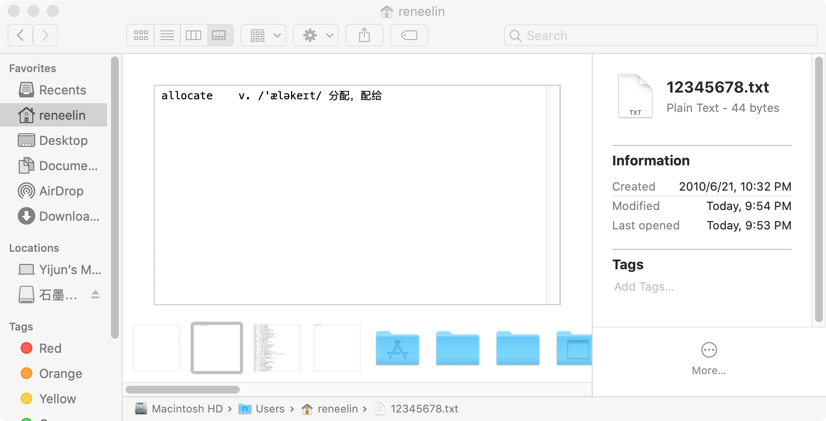 reneelin
Search
Favorites
Recents
reneelin
Desktop
Docume...
AirDrop
Downloa...
Locations
Yijun's M...
石墨...
Tags
Red
Orange
Yellow
allocate v. /ˈæləkeɪt/ 分配，配给
12345678.txt
Plain Text - 44 bytes
TXT
Information
Created 2010/6/21, 10:32 PM
Modified Today, 9:54 PM
Last opened Today, 9:53 PM
Tags
Add Tags...
More...
Macintosh HD › Users › reneelin › 12345678.txt